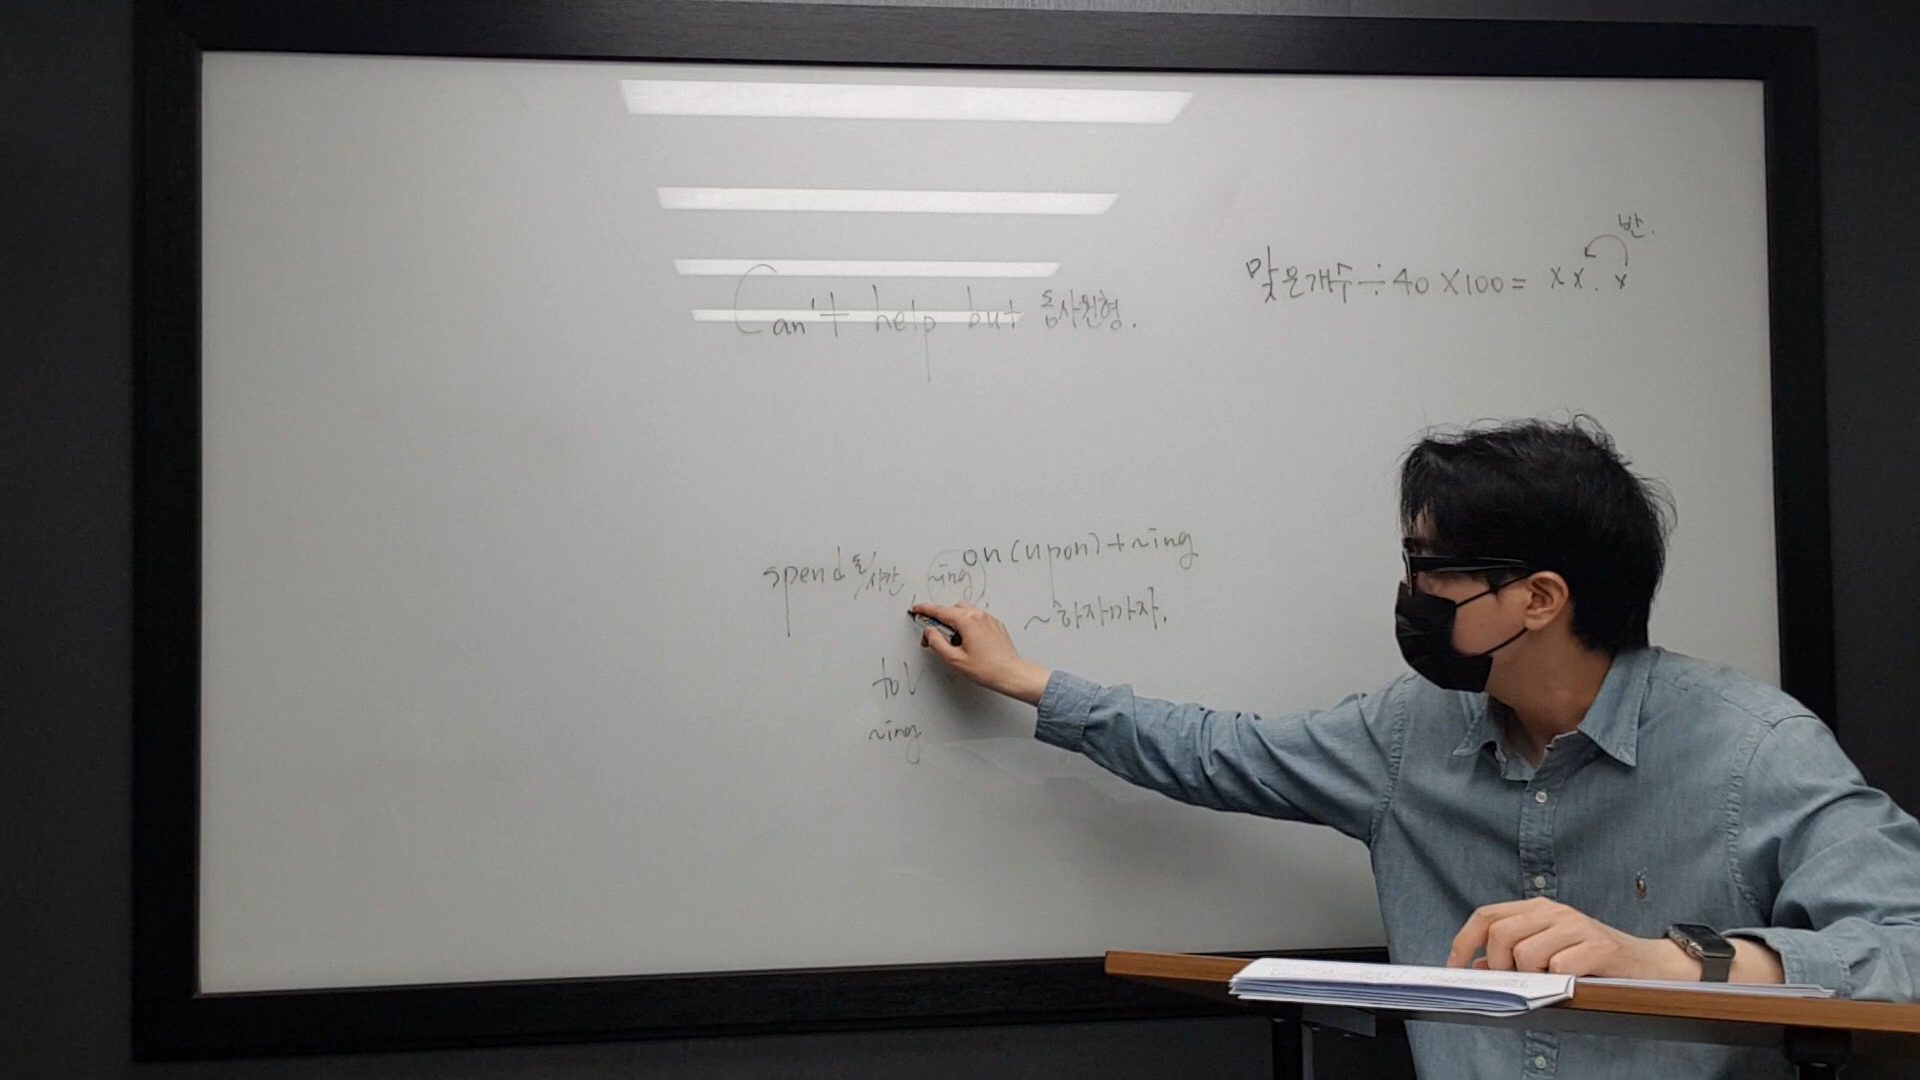 반.
맞은개수÷40×100= xx.x
Can't help but 동사원형.
spend 돈/시간 ~ing
on(upon)+~ing
~하자마자.
to V
~ing